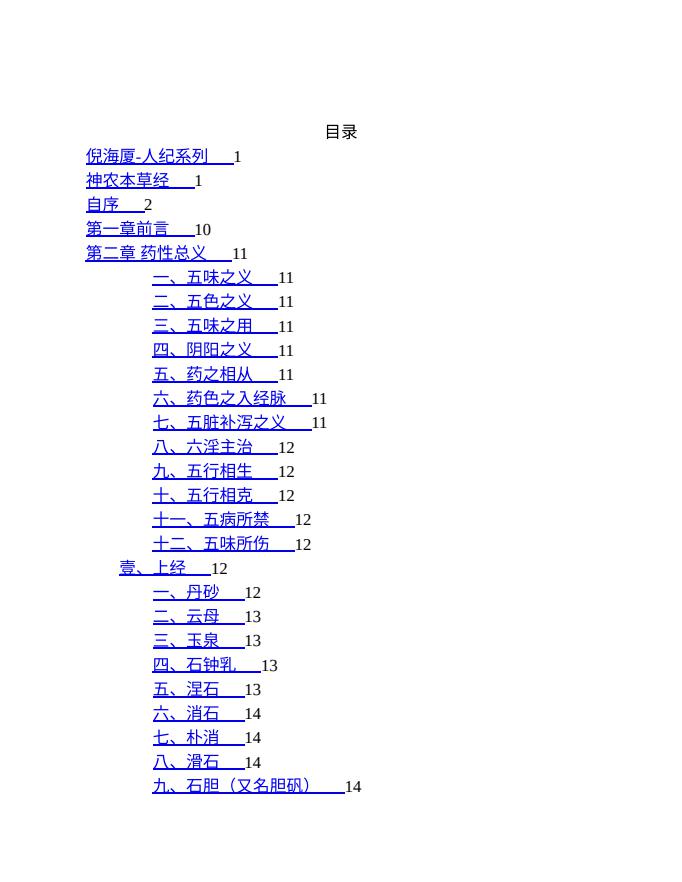 目录
倪海厦-人纪系列 1
神农本草经 1
自序 2
第一章前言 10
第二章 药性总义 11
一、五味之义 11
二、五色之义 11
三、五味之用 11
四、阴阳之义 11
五、药之相从 11
六、药色之入经脉 11
七、五脏补泻之义 11
八、六淫主治 12
九、五行相生 12
十、五行相克 12
十一、五病所禁 12
十二、五味所伤 12
壹、上经 12
一、丹砂 12
二、云母 13
三、玉泉 13
四、石钟乳 13
五、涅石 13
六、消石 14
七、朴消 14
八、滑石 14
九、石胆（又名胆矾） 14